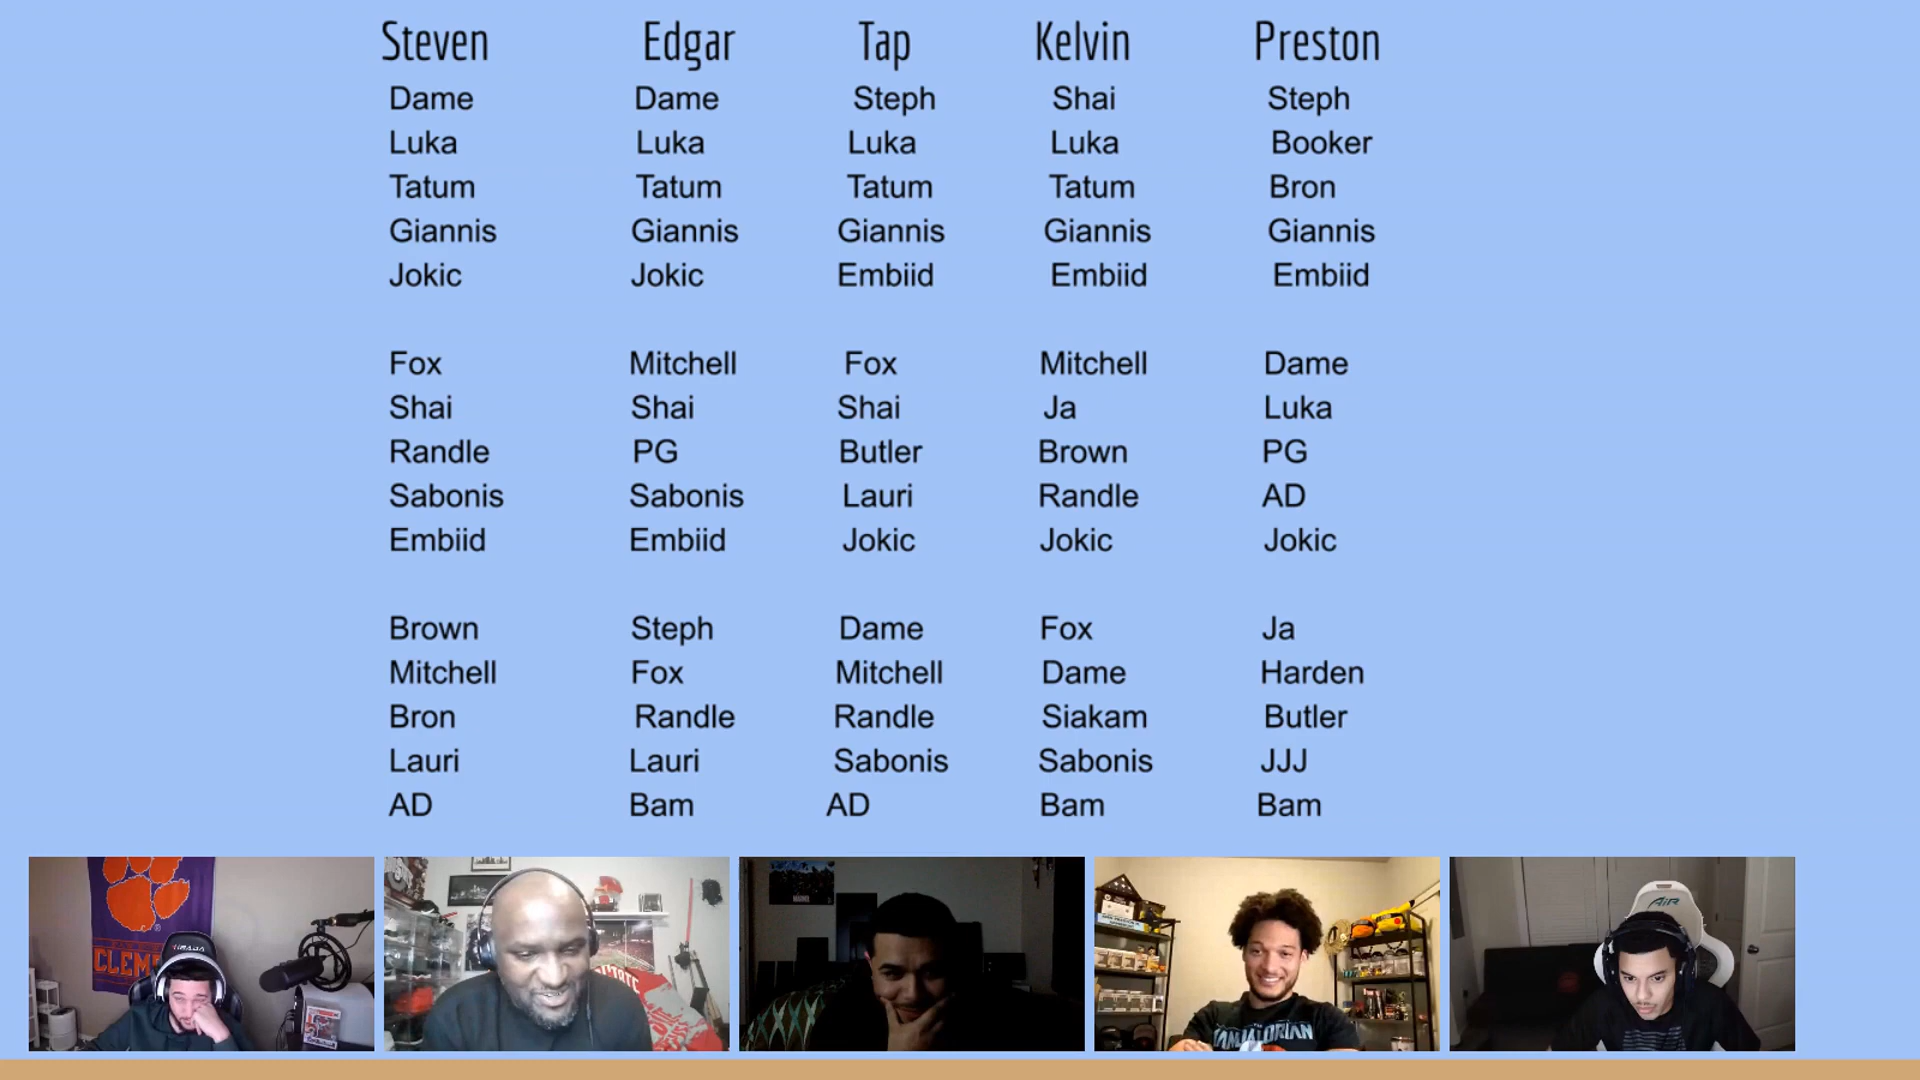 Steven Edgar Tap Kelvin Preston
Dame Dame Steph Shai Steph
Luka Luka Luka Luka Booker
Tatum Tatum Tatum Tatum Bron
Giannis Giannis Giannis Giannis Giannis
Jokic Jokic Embiid Embiid Embiid
Fox Mitchell Fox Mitchell Dame
Shai Shai Shai Ja Luka
Randle PG Butler Brown PG
Sabonis Sabonis Lauri Randle AD
Embiid Embiid Jokic Jokic Jokic
Brown Steph Dame Fox Ja
Mitchell Fox Mitchell Dame Harden
Bron Randle Randle Siakam Butler
Lauri Lauri Sabonis Sabonis JJJ
AD Bam AD Bam Bam
CLEM
AiR